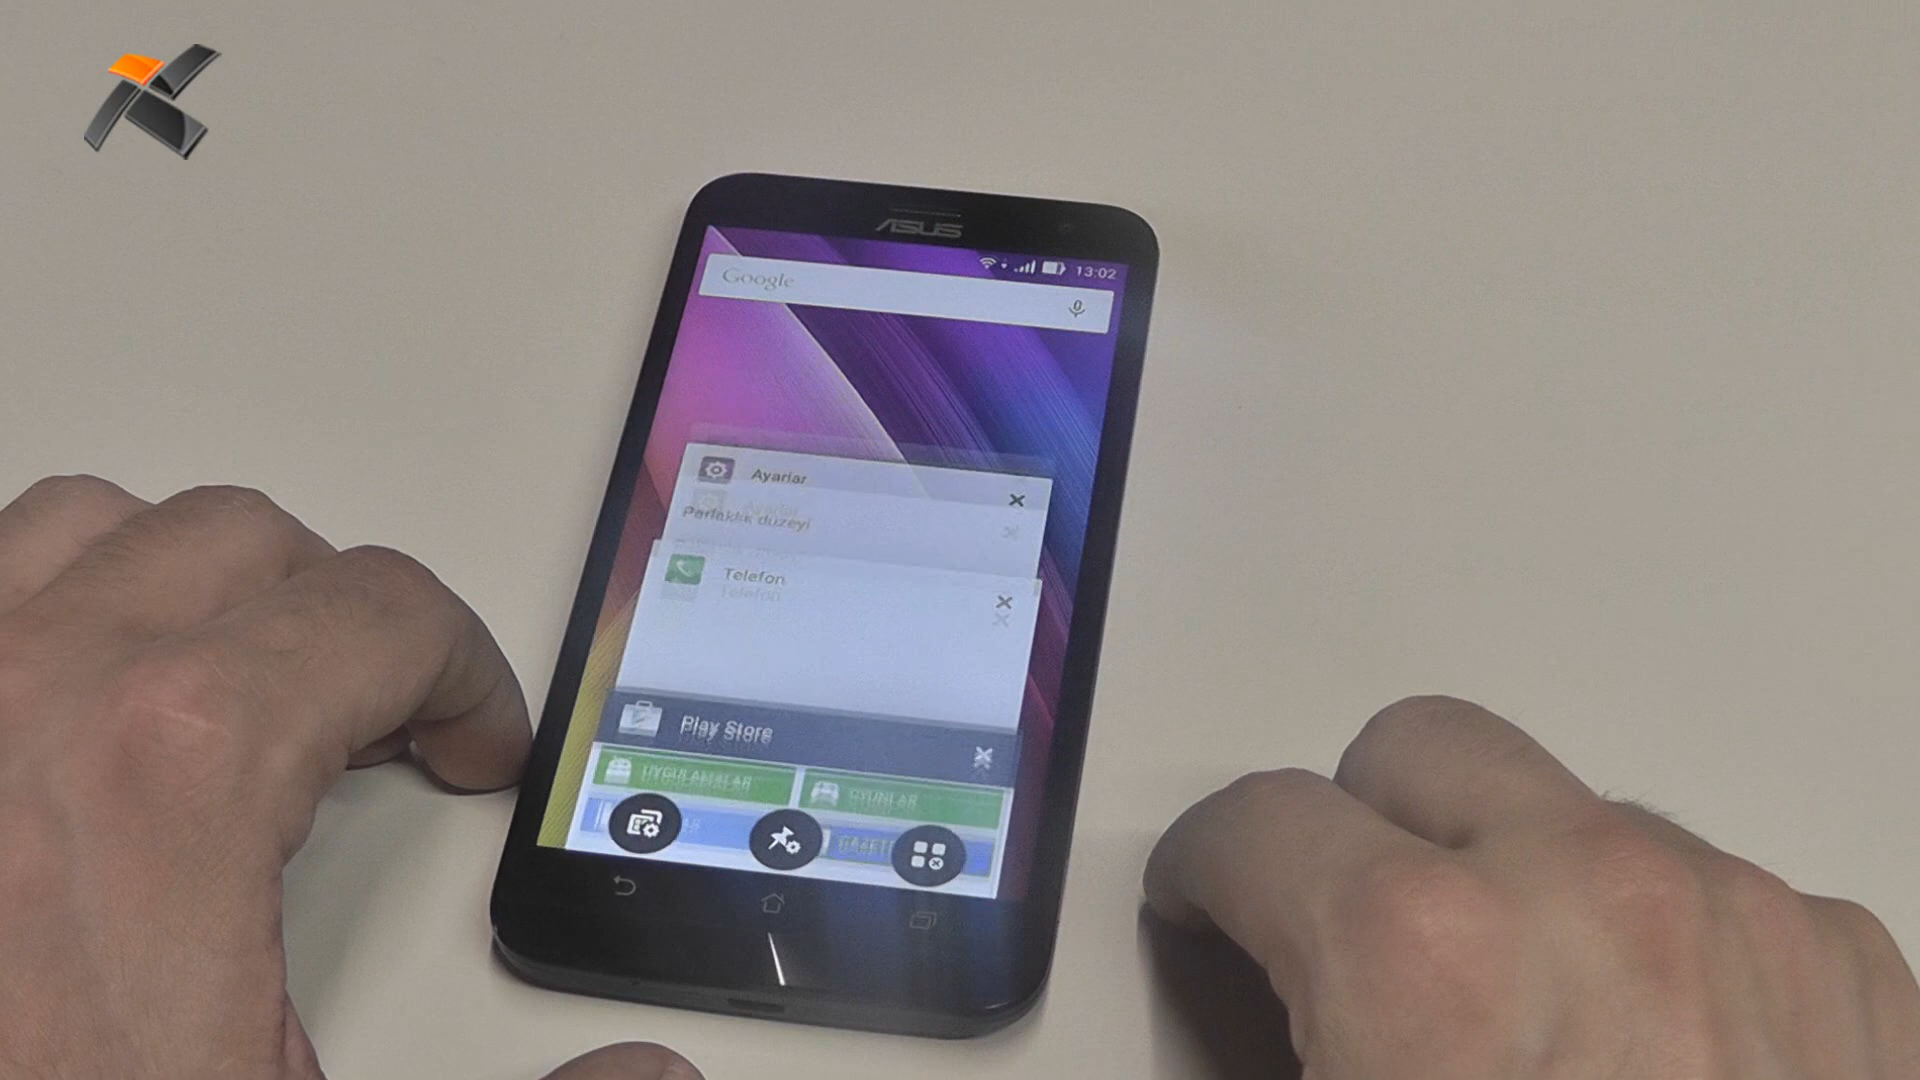 ASUS
13:02
Google
Ayarlar
Parlaklık düzeyi
Telefon
Play Store
UYGULAMALAR
OYUNLAR